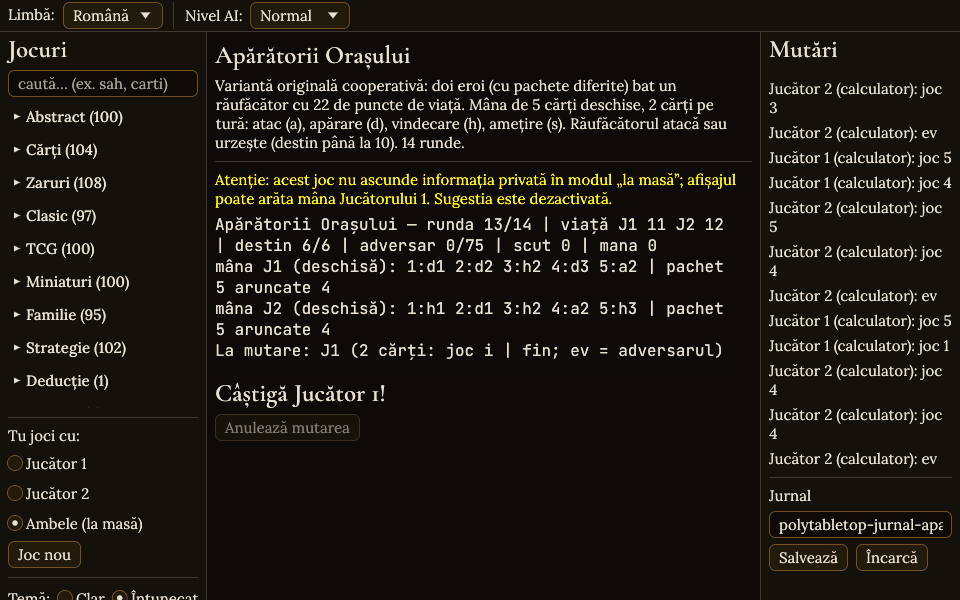 Limbă: Română ▼ Nivel AI: Normal ▼
Jocuri
caută... (ex. sah, carti)
▸ Abstract (100)
▸ Cărți (104)
▸ Zaruri (108)
▸ Clasic (97)
▸ TCG (100)
▸ Miniaturi (100)
▸ Familie (95)
▸ Strategie (102)
▸ Deducție (1)
Tu joci cu:
Jucător 1
Jucător 2
Ambele (la masă)
Joc nou
Temă: Clar Întunecat
Apărătorii Orașului
Variantă originală cooperativă: doi eroi (cu pachete diferite) bat un
răufăcător cu 22 de puncte de viață. Mâna de 5 cărți deschise, 2 cărți pe
tură: atac (a), apărare (d), vindecare (h), amețire (s). Răufăcătorul atacă sau
urzește (destin până la 10). 14 runde.
Atenție: acest joc nu ascunde informația privată în modul „la masă”; afișajul
poate arăta mâna Jucătorului 1. Sugestia este dezactivată.
Apărătorii Orașului — runda 13/14 | viață J1 11 J2 12
| destin 6/6 | adversar 0/75 | scut 0 | mana 0
mâna J1 (deschisă): 1:d1 2:d2 3:h2 4:d3 5:a2 | pachet
5 aruncate 4
mâna J2 (deschisă): 1:h1 2:d1 3:h2 4:a2 5:h3 | pachet
5 aruncate 4
La mutare: J1 (2 cărți: joc i | fin; ev = adversarul)
Câștigă Jucător 1!
Anulează mutarea
Mutări
Jucător 2 (calculator): joc
3
Jucător 2 (calculator): ev
Jucător 1 (calculator): joc 5
Jucător 1 (calculator): joc 4
Jucător 2 (calculator): joc
5
Jucător 2 (calculator): joc
4
Jucător 2 (calculator): ev
Jucător 1 (calculator): joc 5
Jucător 1 (calculator): joc 1
Jucător 2 (calculator): joc
4
Jucător 2 (calculator): joc
4
Jucător 2 (calculator): ev
Jurnal
polytabletop-jurnal-apa
Salvează Încarcă